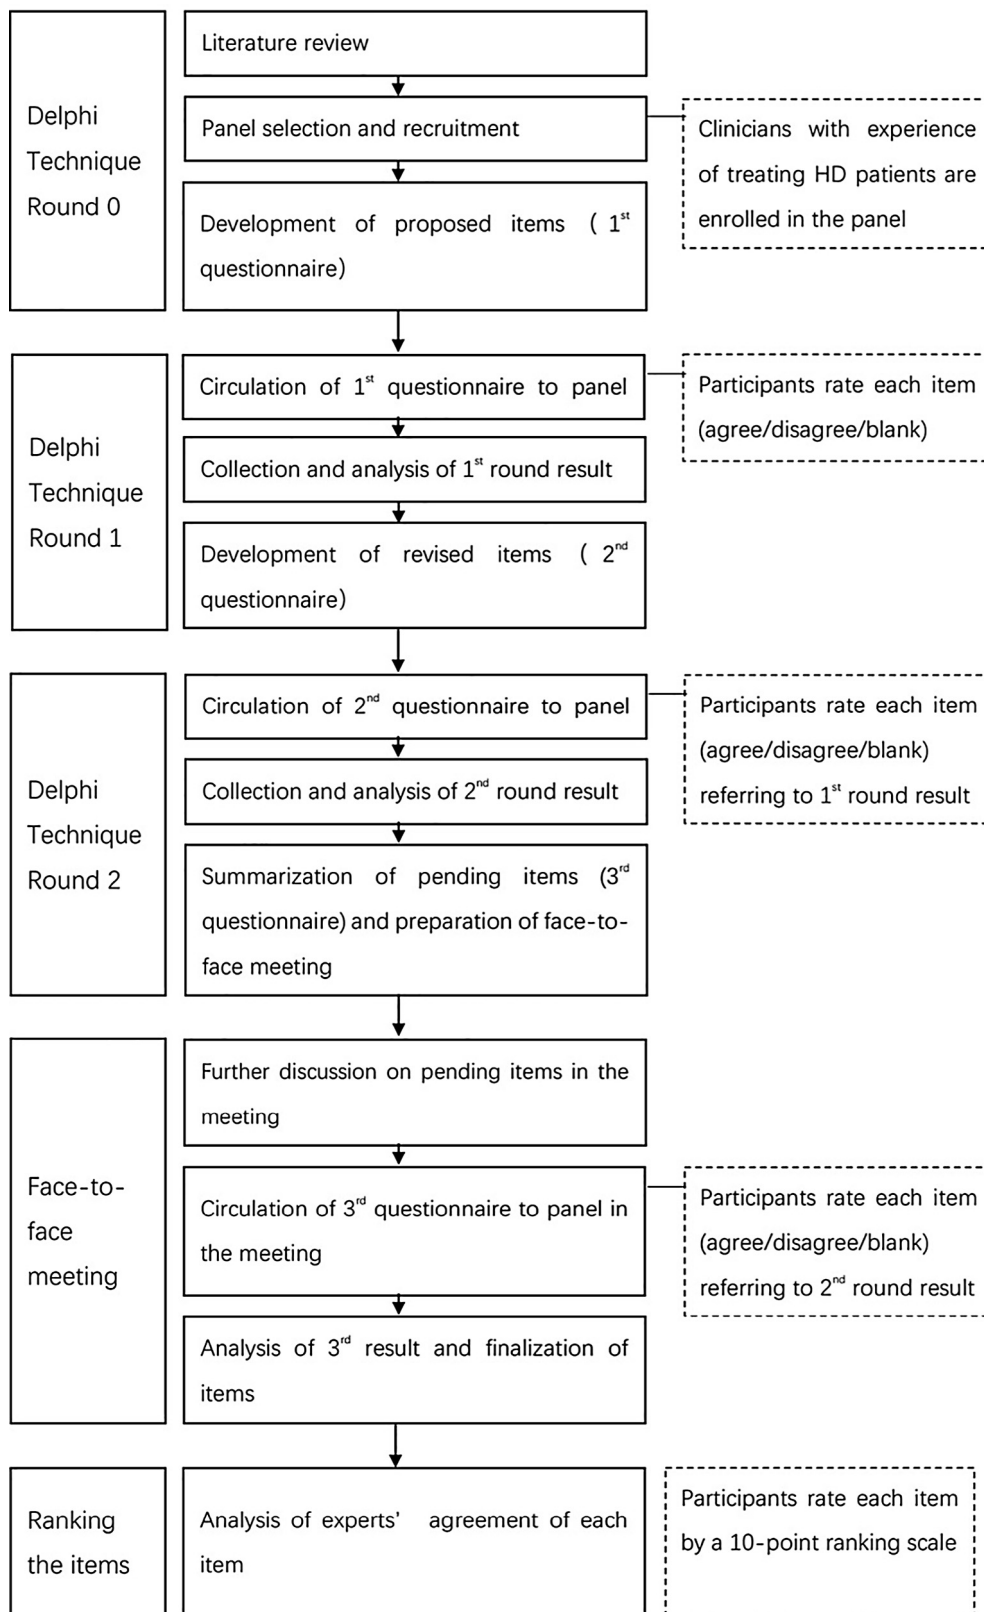 Delphi
Technique
Round 0
Literature review
Panel selection and recruitment
Clinicians with experience
of treating HD patients are
enrolled in the panel
Development of proposed items ( 1st
questionnaire)
Delphi
Technique
Round 1
Circulation of 1st questionnaire to panel
Participants rate each item
(agree/disagree/blank)
Collection and analysis of 1st round result
Development of revised items ( 2nd
questionnaire)
Delphi
Technique
Round 2
Circulation of 2nd questionnaire to panel
Participants rate each item
(agree/disagree/blank)
referring to 1st round result
Collection and analysis of 2nd round result
Summarization of pending items (3rd
questionnaire) and preparation of face-to-
face meeting
Face-to-
face
meeting
Further discussion on pending items in the
meeting
Circulation of 3rd questionnaire to panel in
the meeting
Participants rate each item
(agree/disagree/blank)
referring to 2nd round result
Analysis of 3rd result and finalization of
items
Ranking
the items
Analysis of experts' agreement of each
item
Participants rate each item
by a 10-point ranking scale